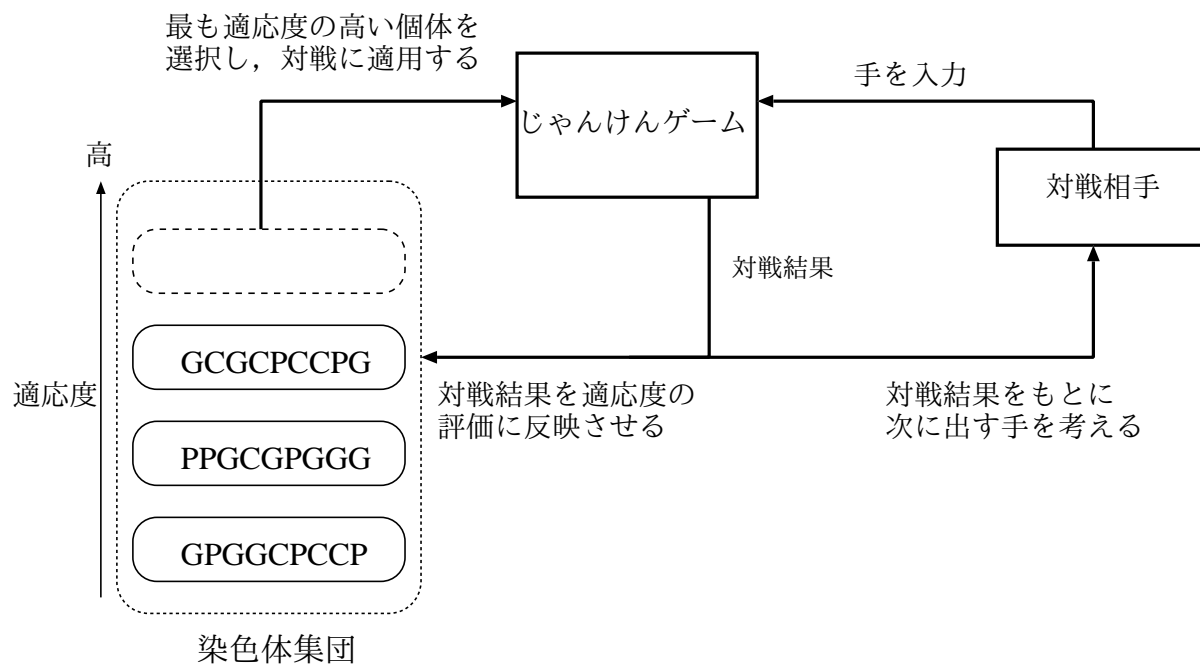 最も適応度の高い個体を
選択し，対戦に適用する
手を入力
じゃんけんゲーム
高
対戦相手
対戦結果
GCGCPCCPG
適応度
対戦結果を適応度の
評価に反映させる
対戦結果をもとに
次に出す手を考える
PPGCGPGGG
GPGGCPCCP
染色体集団